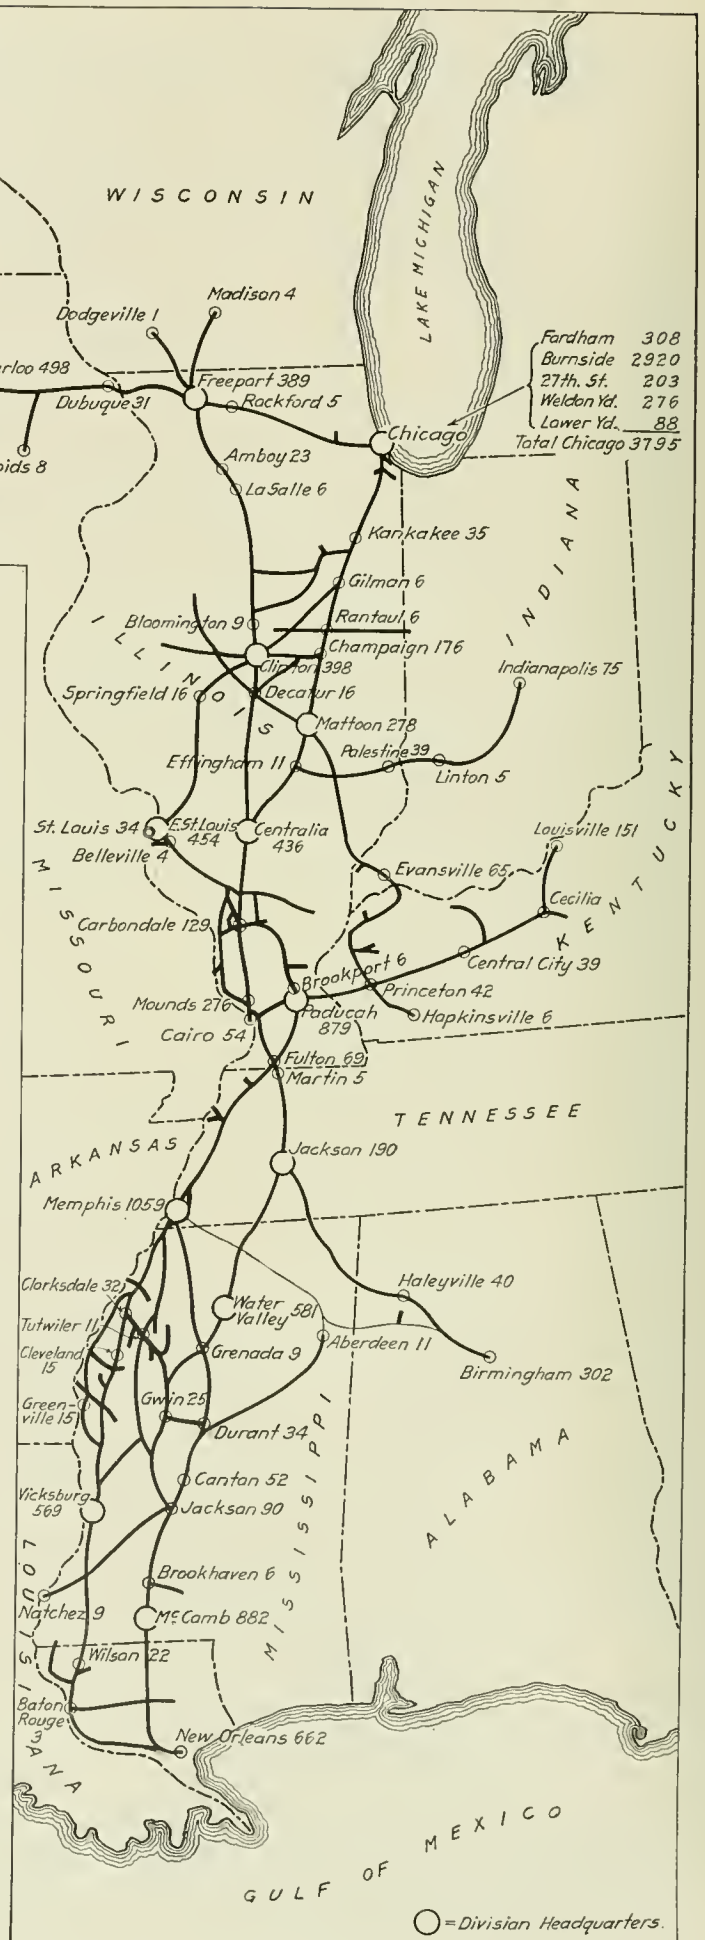 WISCONSIN
LAKE MICHIGAN
Madison 4
Dodgeville 1
rloo 498
Dubuque 31
Freeport 389
Rockford 5
Chicago
Fordham 308
Burnside 2920
27th. St. 203
Weldon Yd. 276
Lower Yd. 88
Total Chicago 3795
oids 8
Amboy 23
LaSalle 6
Kankakee 35
Gilman 6
INDIANA
ILLINOIS
Bloomington 9
Rantaul 6
Champaign 176
Clinton 398
Indianapolis 75
Springfield 16
Decatur 16
Mattoon 278
Effingham 11
Palestine 39
Linton 5
KENTUCKY
St. Louis 34
E.St.Louis
454
Centralia
436
Belleville 4
Louisville 151
MISSOURI
Evansville 65
Cecilia
Carbondale 129
Central City 39
Brookport 6
Princeton 42
Mounds 276
Paducah
879
Hopkinsville 6
Cairo 54
Fulton 69
Martin 5
TENNESSEE
ARKANSAS
Jackson 190
Memphis 1059
Clarksdale 32
Haleyville 40
Water
Valley 581
Tutwiler 11
Aberdeen 11
Cleveland
15
Grenada 9
Birmingham 302
Green-
ville 15
Gwin 25
Durant 34
MISSISSIPPI
ALABAMA
Canton 52
Vicksburg
569
Jackson 90
LOUISIANA
Brookhaven 6
Natchez 9
McComb 882
Wilson 22
Baton
Rouge
3
New Orleans 662
GULF OF MEXICO
=Division Headquarters.